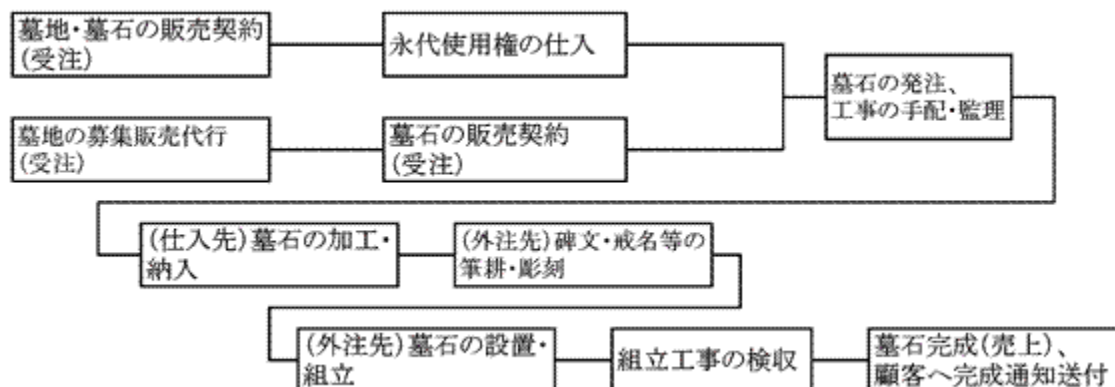 墓地・墓石の販売契約
(受注)
永代使用権の仕入
墓地の募集販売代行
(受注)
墓石の販売契約
(受注)
墓石の発注、
工事の手配・監理
(仕入先)墓石の加工・
納入
(外注先)碑文・戒名等の
筆耕・彫刻
(外注先)墓石の設置・
組立
組立工事の検収
墓石完成(売上)、
顧客へ完成通知送付